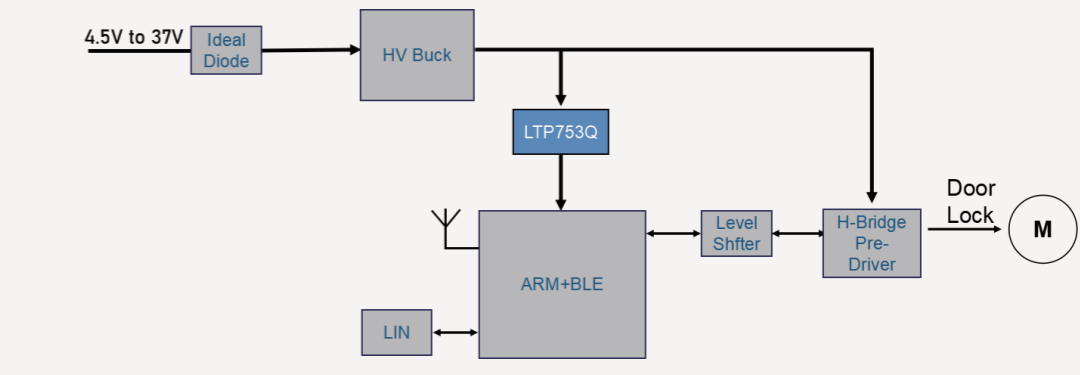 4.5V to 37V
Ideal
Diode
HV Buck
LTP753Q
Door
Lock
M
Level
Shfter
H-Bridge
Pre-
Driver
ARM+BLE
LIN